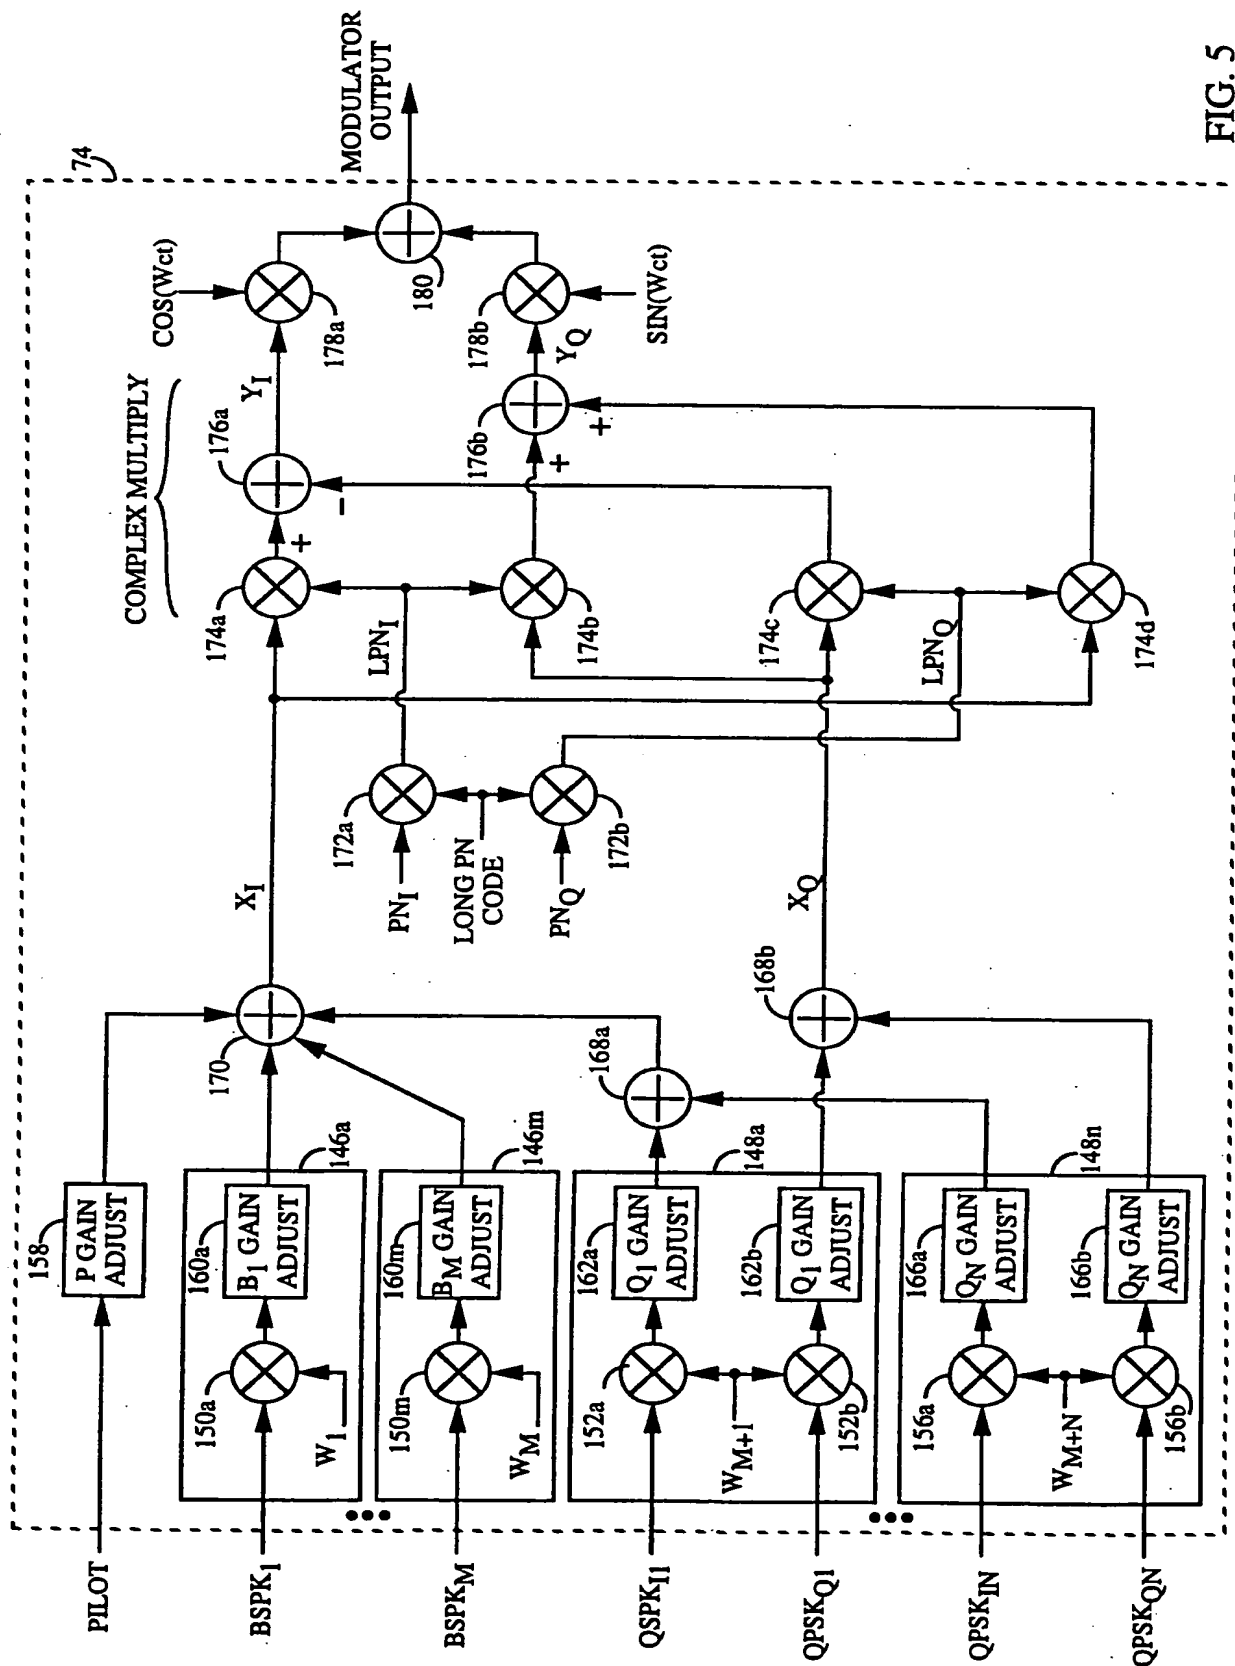 PILOT
158
P GAIN
ADJUST
BSPK1
150a
W1
160a
B1 GAIN
ADJUST
146a
BSPKM
150m
WM
160m
BM GAIN
ADJUST
146m
QSPKI1
152a
WM+1
162a
Q1 GAIN
ADJUST
148a
QPSKQ1
152b
162b
Q1 GAIN
ADJUST
QPSKIN
156a
WM+N
166a
QN GAIN
ADJUST
148n
QPSKQN
156b
166b
QN GAIN
ADJUST
170
168a
168b
XI
XQ
172a
PNI
LONG PN
CODE
PNQ
172b
LPNI
LPNQ
COMPLEX MULTIPLY
174a
+
174b
174c
174d
176a
-
176b
+
+
YI
YQ
COS(Wct)
178a
178b
SIN(Wct)
180
74
MODULATOR
OUTPUT
FIG. 5